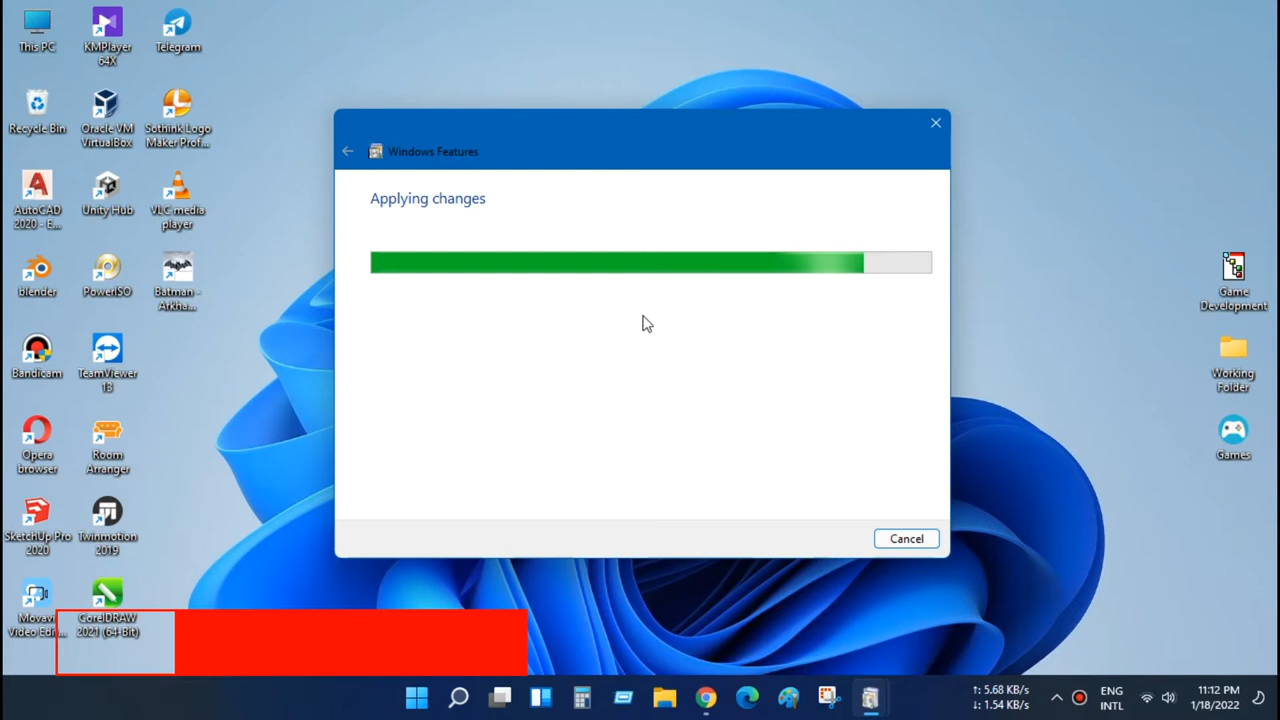 This PC
KMPlayer
64X
Telegram
Recycle Bin
Oracle VM
VirtualBox
Sothink Logo
Maker Prof...
AutoCAD
2020 - E...
Unity Hub
VLC media
player
blender
PowerISO
Batman -
Arkha...
Bandicam
TeamViewer
13
Opera
browser
Room
Arranger
SketchUp Pro
2020
Twinmotion
2019
Movavi
Video Edi...
CorelDRAW
2021 (64-Bit)
Windows Features
Applying changes
Cancel
Game
Development
Working
Folder
Games
↑: 5.68 KB/s
↓: 1.54 KB/s
ENG
INTL
11:12 PM
1/18/2022